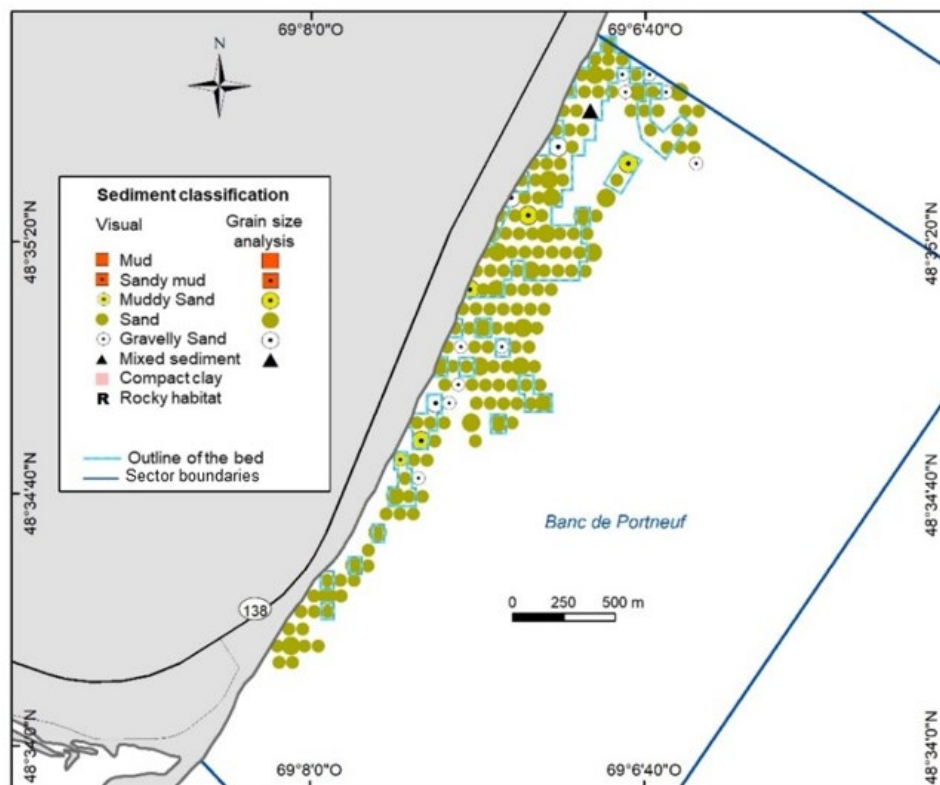 69°8'0"O
69°6'40"O
N
48°35'20"N
48°35'20"N
Sediment classification
Visual
Grain size
analysis
Mud
Sandy mud
Muddy Sand
Sand
Gravelly Sand
Mixed sediment
Compact clay
R Rocky habitat
Outline of the bed
Sector boundaries
48°34'40"N
48°34'40"N
Banc de Portneuf
0 250 500 m
138
48°34'0"N
48°34'0"N
69°8'0"O
69°6'40"O